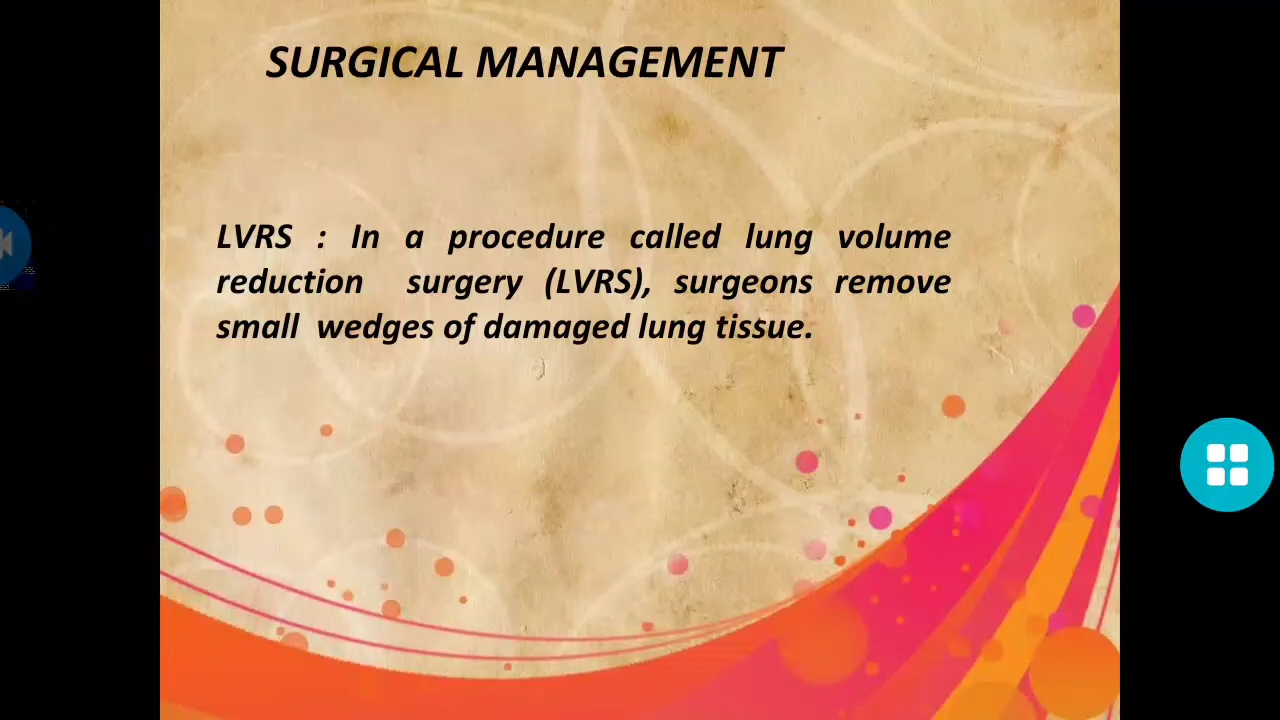 SURGICAL MANAGEMENT
LVRS : In a procedure called lung volume
reduction surgery (LVRS), surgeons remove
small wedges of damaged lung tissue.